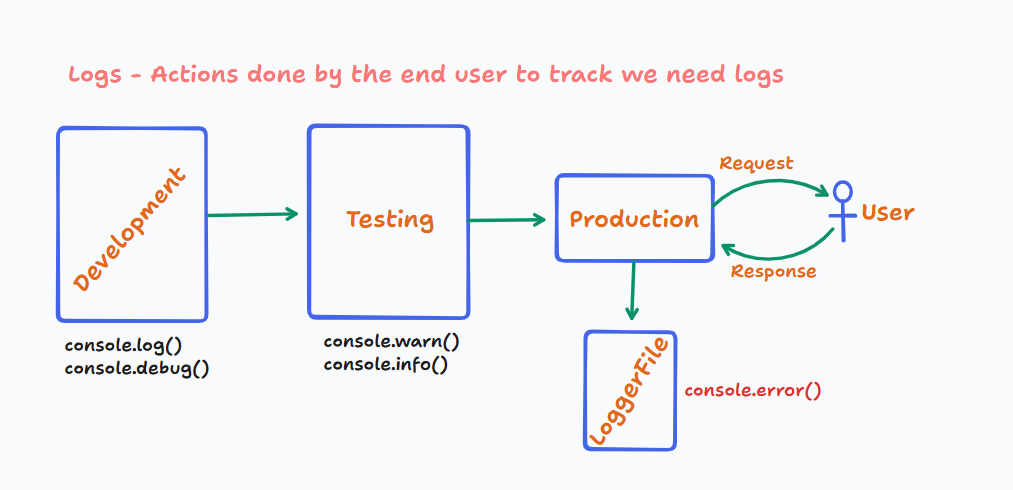 Logs - Actions done by the end user to track we need logs
Development
Testing
Production
Request
User
Response
console.log()
console.debug()
console.warn()
console.info()
LoggerFile
console.error()